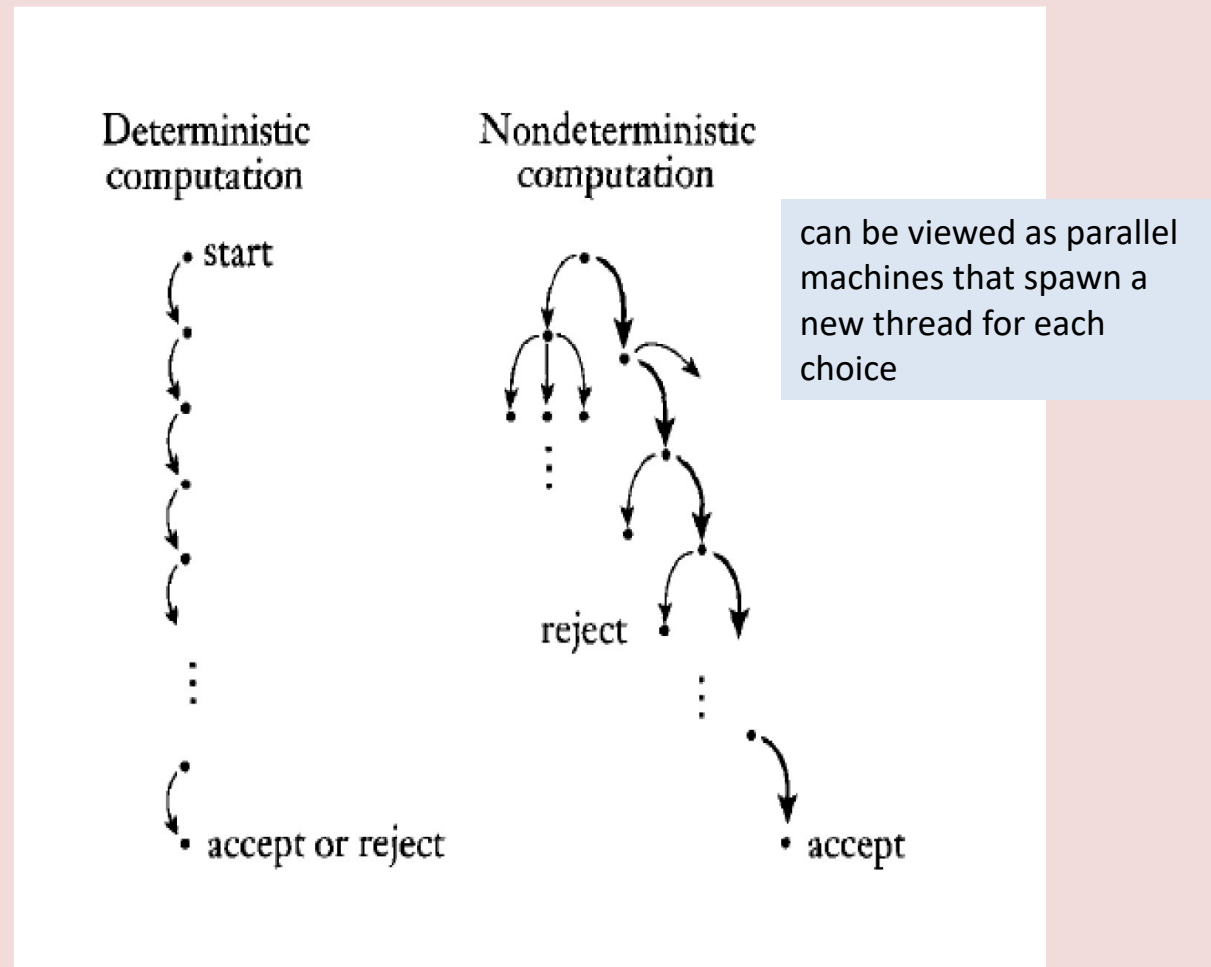 Deterministic
computation
Nondeterministic
computation
can be viewed as parallel
machines that spawn a
new thread for each
choice
start
reject
accept or reject
accept